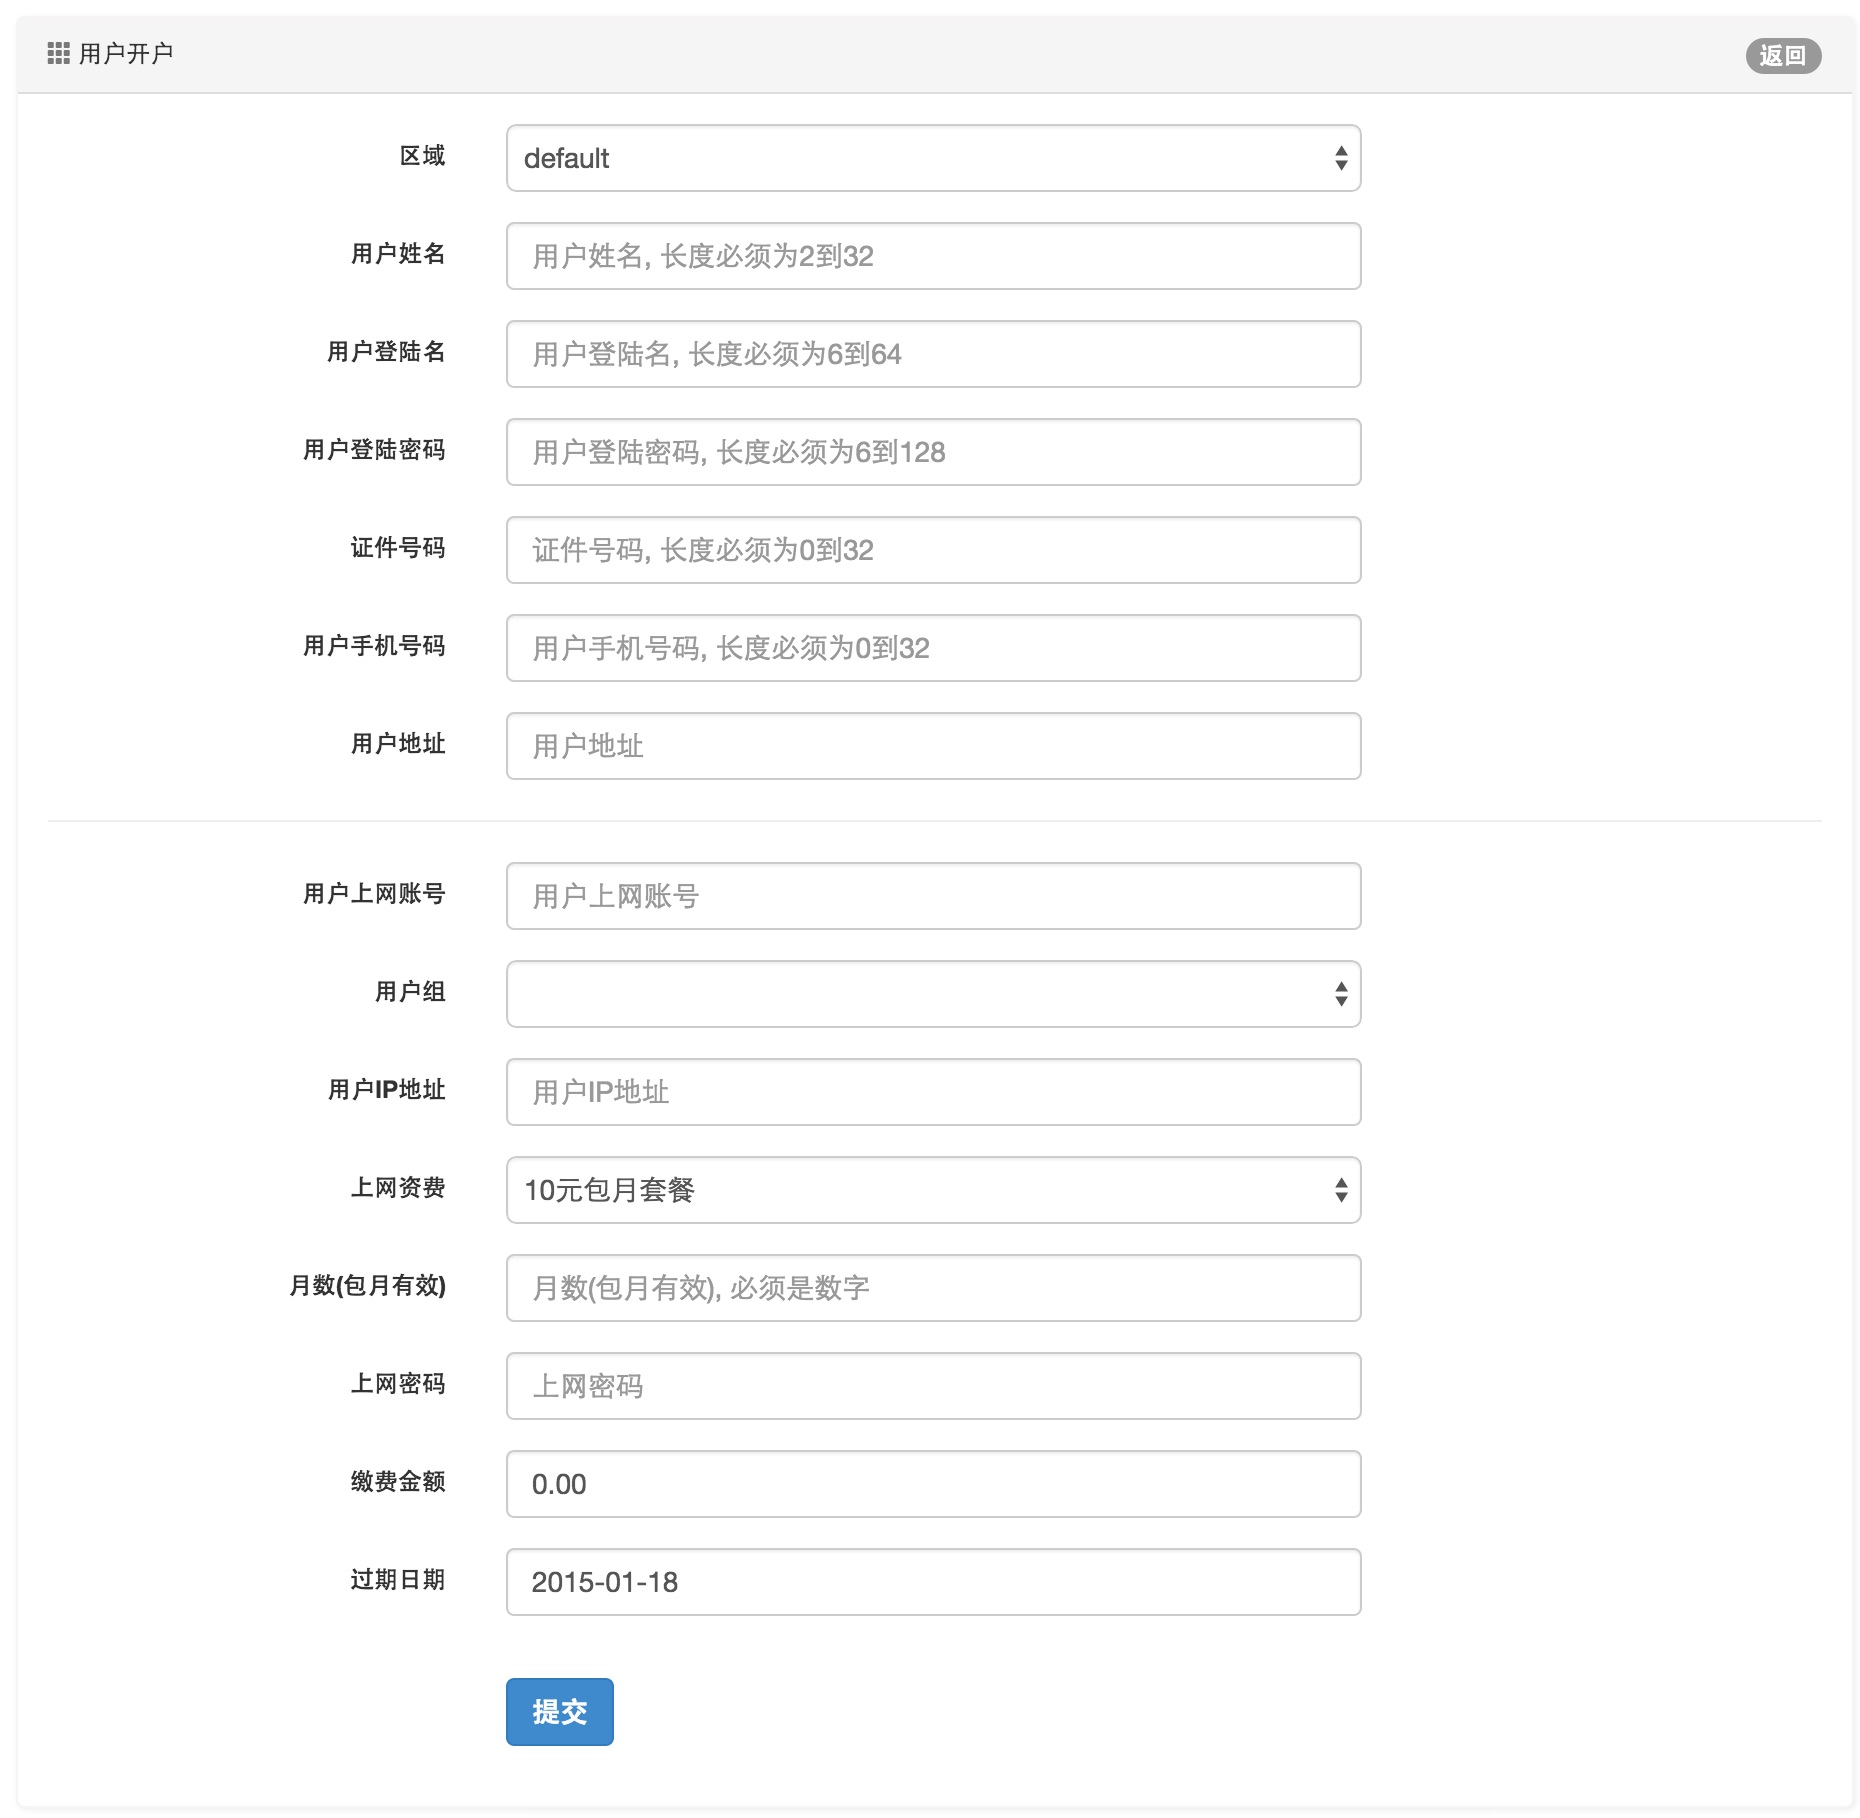 用户开户
返回
区域
default
用户姓名
用户姓名, 长度必须为2到32
用户登陆名
用户登陆名, 长度必须为6到64
用户登陆密码
用户登陆密码, 长度必须为6到128
证件号码
证件号码, 长度必须为0到32
用户手机号码
用户手机号码, 长度必须为0到32
用户地址
用户地址
用户上网账号
用户上网账号
用户组
用户IP地址
用户IP地址
上网资费
10元包月套餐
月数(包月有效)
月数(包月有效), 必须是数字
上网密码
上网密码
缴费金额
0.00
过期日期
2015-01-18
提交